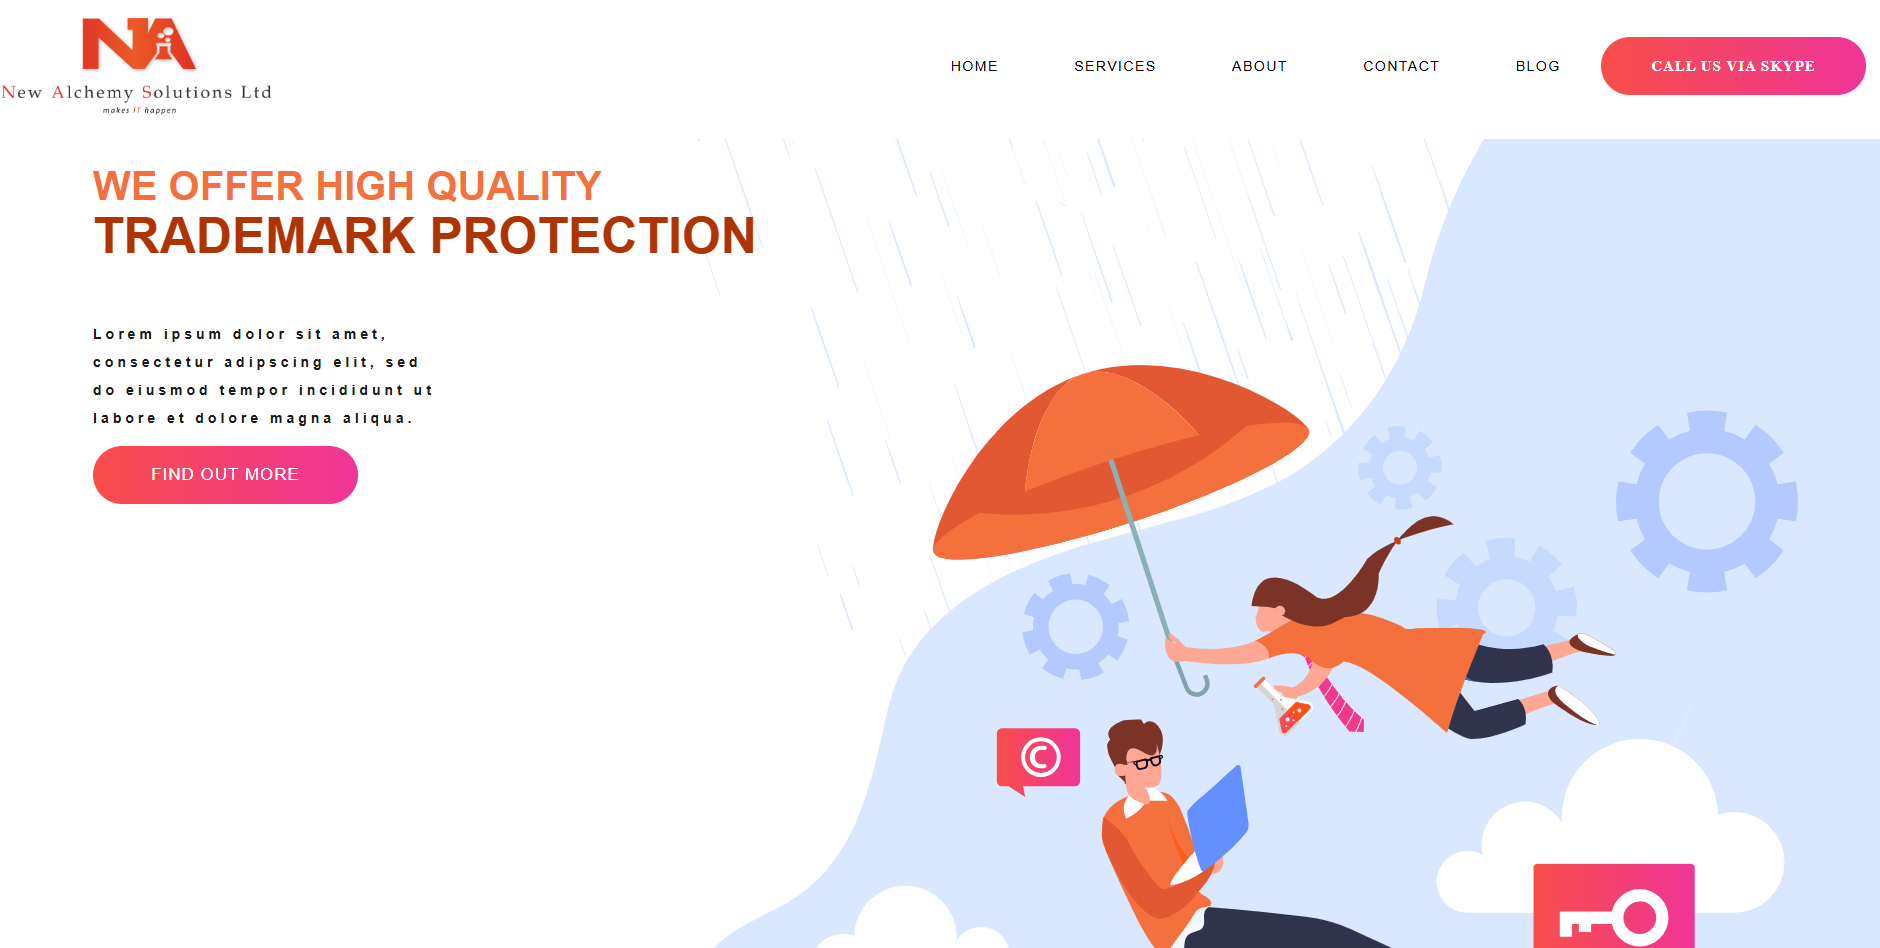 NA
New Alchemy Solutions Ltd
makes IT happen
HOME SERVICES ABOUT CONTACT BLOG CALL US VIA SKYPE
WE OFFER HIGH QUALITY
TRADEMARK PROTECTION
Lorem ipsum dolor sit amet,
consectetur adipscing elit, sed
do eiusmod tempor incididunt ut
labore et dolore magna aliqua.
FIND OUT MORE
©